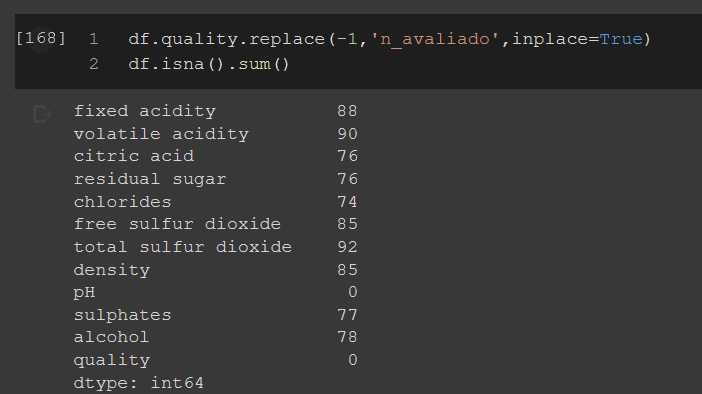 [168] 1 df.quality.replace(-1,'n_avaliado',inplace=True)
2 df.isna().sum()
fixed acidity 88
volatile acidity 90
citric acid 76
residual sugar 76
chlorides 74
free sulfur dioxide 85
total sulfur dioxide 92
density 85
pH 0
sulphates 77
alcohol 78
quality 0
dtype: int64